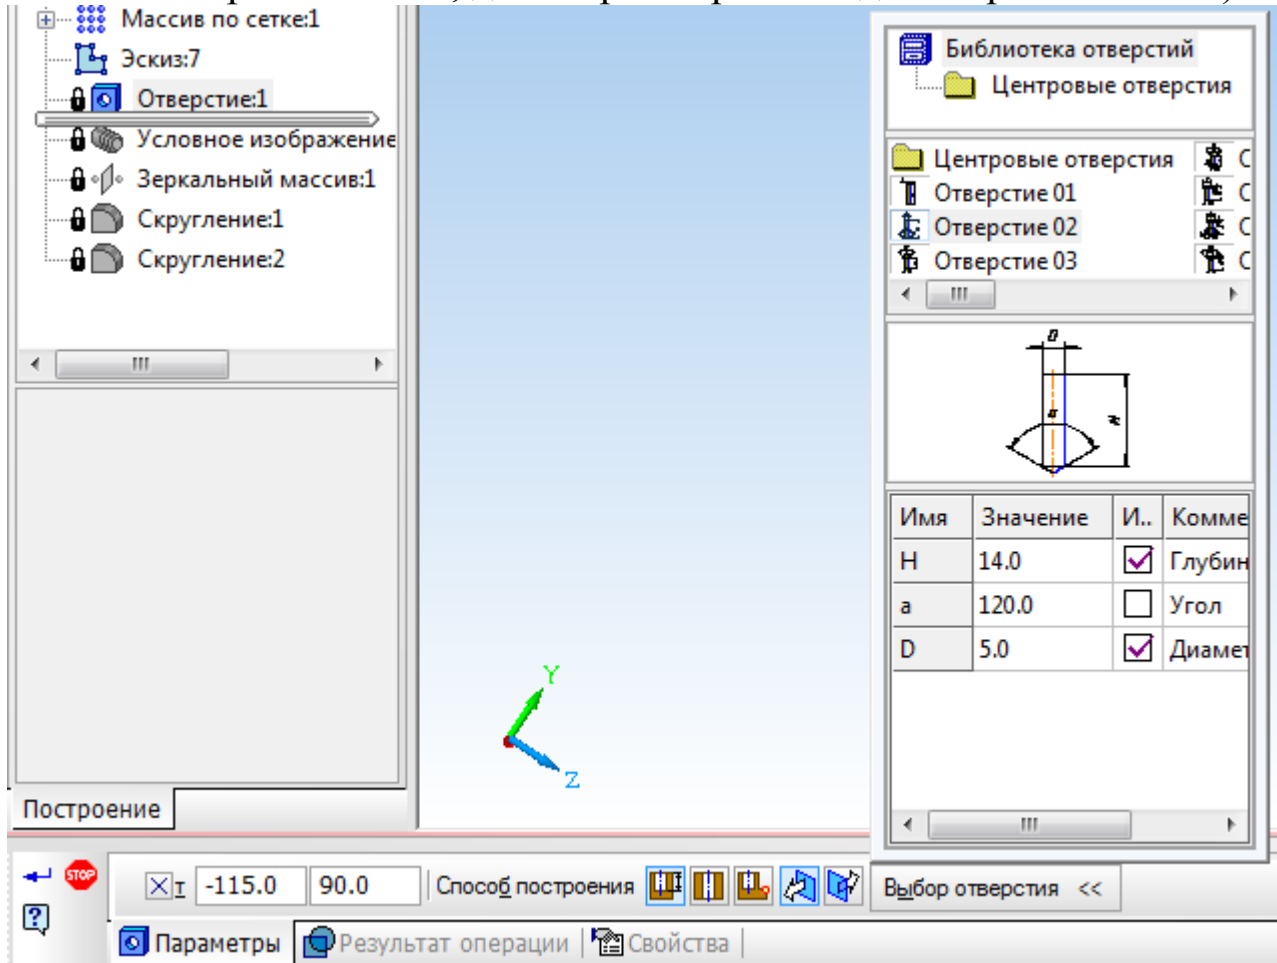 Массив по сетке:1
Эскиз:7
Отверстие:1
Условное изображение
Зеркальный массив:1
Скругление:1
Скругление:2
Построение
Y
Z
Библиотека отверстий
Центровые отверстия
Центровые отверстия
Отверстие 01
Отверстие 02
Отверстие 03
Имя Значение И.. Комме
H 14.0 Глубин
a 120.0 Угол
D 5.0 Диамет
STOP
т -115.0 90.0 Способ построения Выбор отверстия <<
Параметры Результат операции Свойства